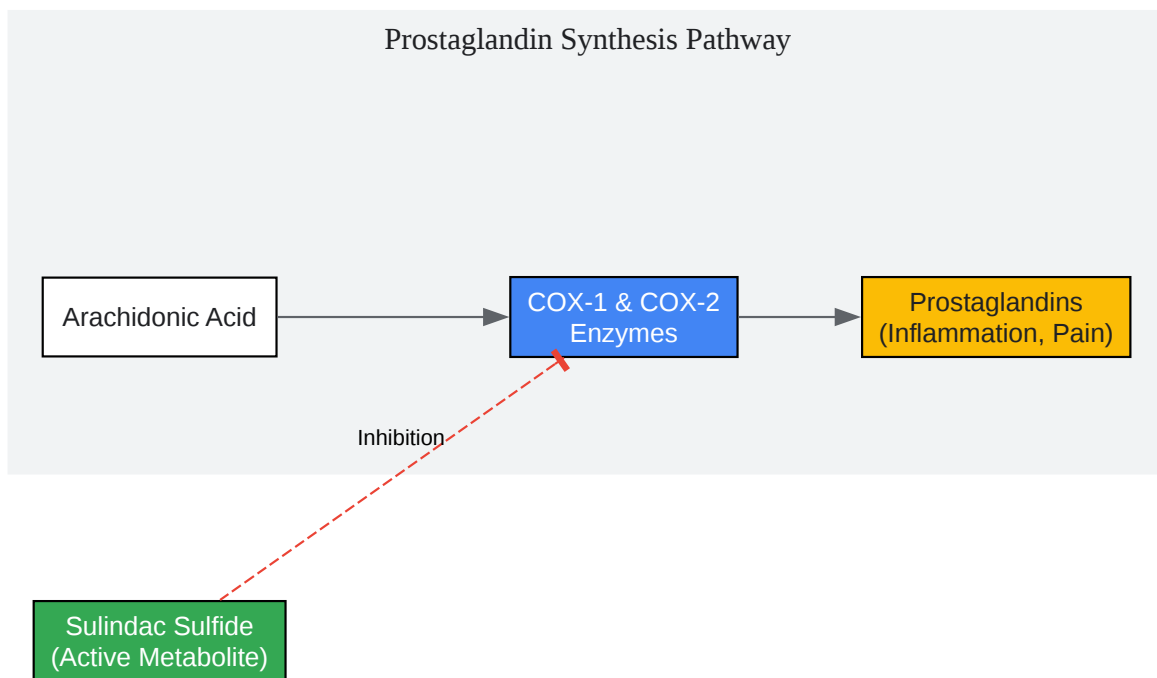 Prostaglandin Synthesis Pathway
Arachidonic Acid
COX-1 & COX-2
Enzymes
Prostaglandins
(Inflammation, Pain)
Inhibition
Sulindac Sulfide
(Active Metabolite)